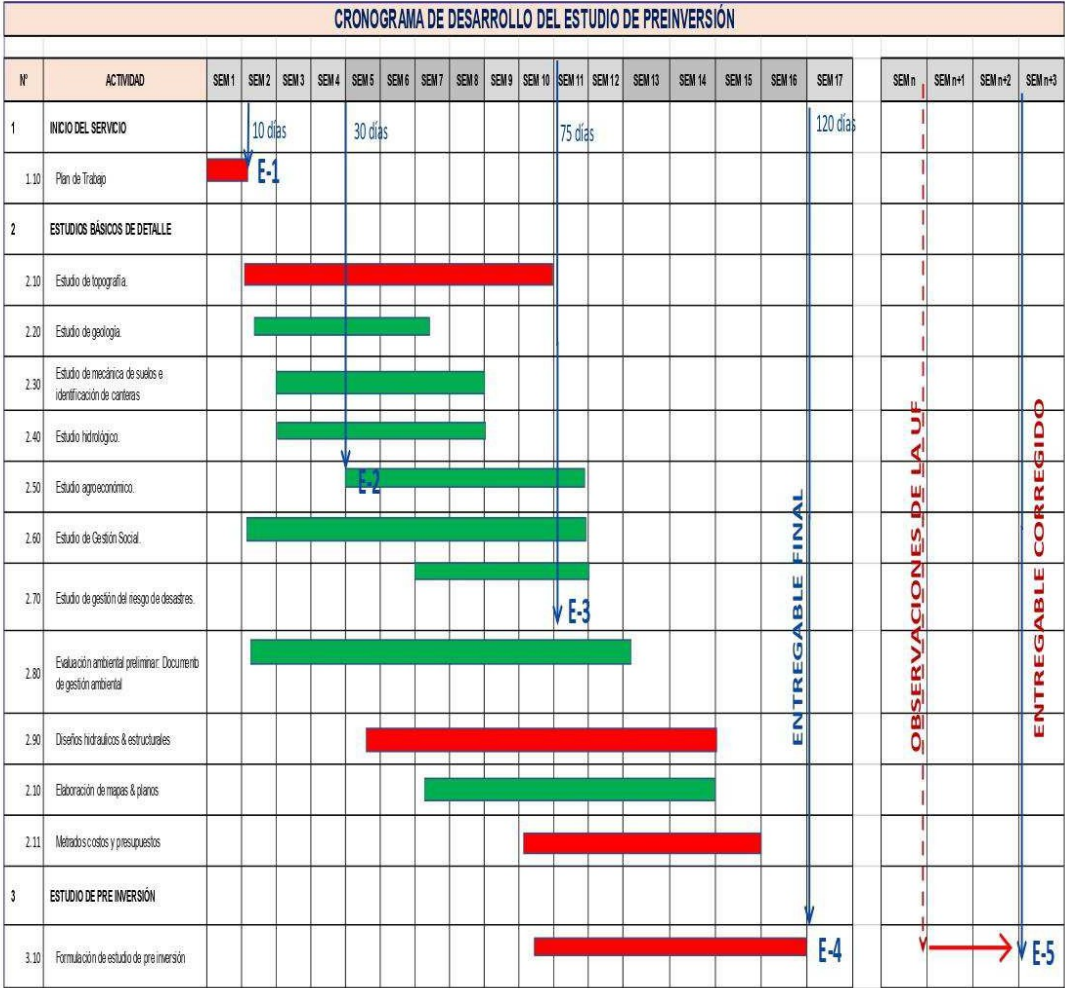 CRONOGRAMA DE DESARROLLO DEL ESTUDIO DE PREINVERSIÓN
N° ACTIVIDAD SEM 1 SEM 2 SEM 3 SEM 4 SEM 5 SEM 6 SEM 7 SEM 8 SEM 9 SEM 10 SEM 11 SEM 12 SEM 13 SEM 14 SEM 15 SEM 16 SEM 17 SEM n SEM n+1 SEM n+2 SEM n+3
1 INICIO DEL SERVICIO 10 días 30 días 75 días 120 días
1.10 Plan de Trabajo E-1
2 ESTUDIOS BÁSICOS DE DETALLE
2.10 Estudio de topografía.
2.20 Estudio de geología.
2.30 Estudio de mecánica de suelos e
identificación de canteras
2.40 Estudio hidrológico.
2.50 Estudio agroeconómico. E-2
2.60 Estudio de Gestión Social.
2.70 Estudio de gestión del riesgo de desastres. E-3
2.80 Evaluación ambiental preliminar: Documento
de gestión ambiental
2.90 Diseños hidraulicos & estructurales
2.10 Elaboración de mapas & planos
2.11 Metrados costos y presupuestos
3 ESTUDIO DE PRE INVERSIÓN
3.10 Formulación de estudio de pre inversión E-4 E-5
ENTREGABLE FINAL
OBSERVACIONES DE LA UF
ENTREGABLE CORREGIDO